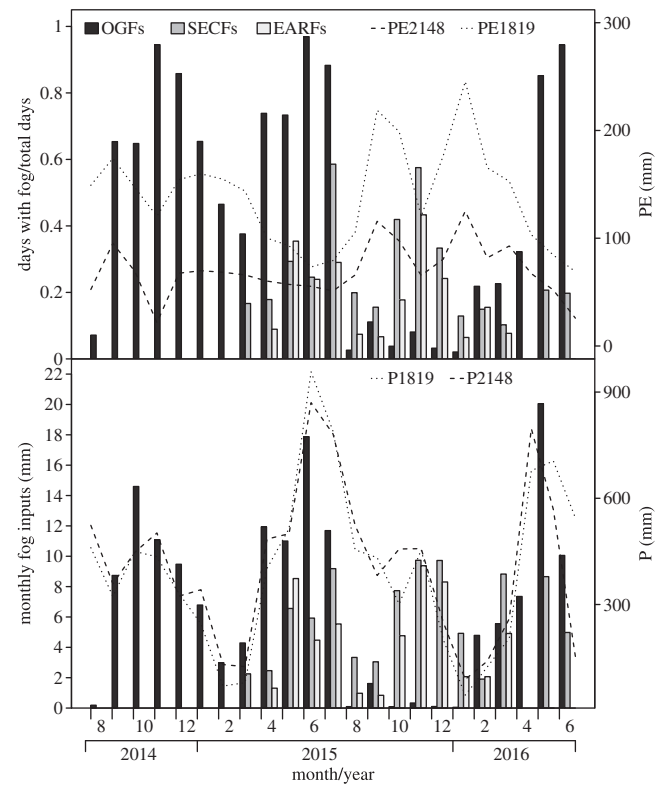 OGFs SECFs EARFs PE2148 PE1819
days with fog/total days
1
0.8
0.6
0.4
0.2
0
300
200
100
0
PE (mm)
P1819 P2148
monthly fog inputs (mm)
22
20
18
16
14
12
10
8
6
4
2
0
900
600
300
P (mm)
8 10 12 2 4 6 8 10 12 2 4 6
2014 2015 2016
month/year